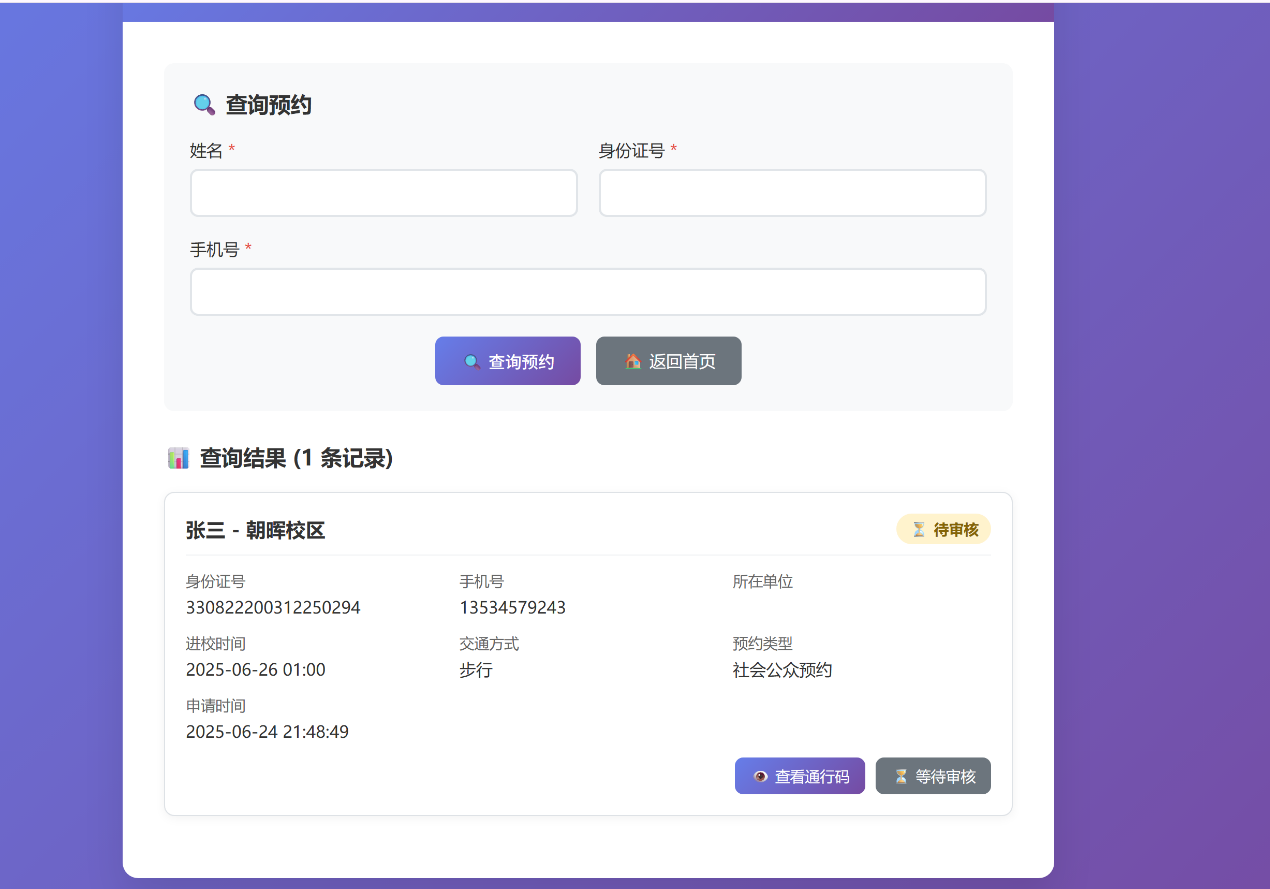 🔍 查询预约
姓名 * 身份证号 *
手机号 *
🔍 查询预约 🏠 返回首页
📊 查询结果 (1 条记录)
张三 - 朝晖校区 ⏳ 待审核
身份证号 手机号 所在单位
330822200312250294 13534579243
进校时间 交通方式 预约类型
2025-06-26 01:00 步行 社会公众预约
申请时间
2025-06-24 21:48:49
👁️ 查看通行码 ⏳ 等待审核